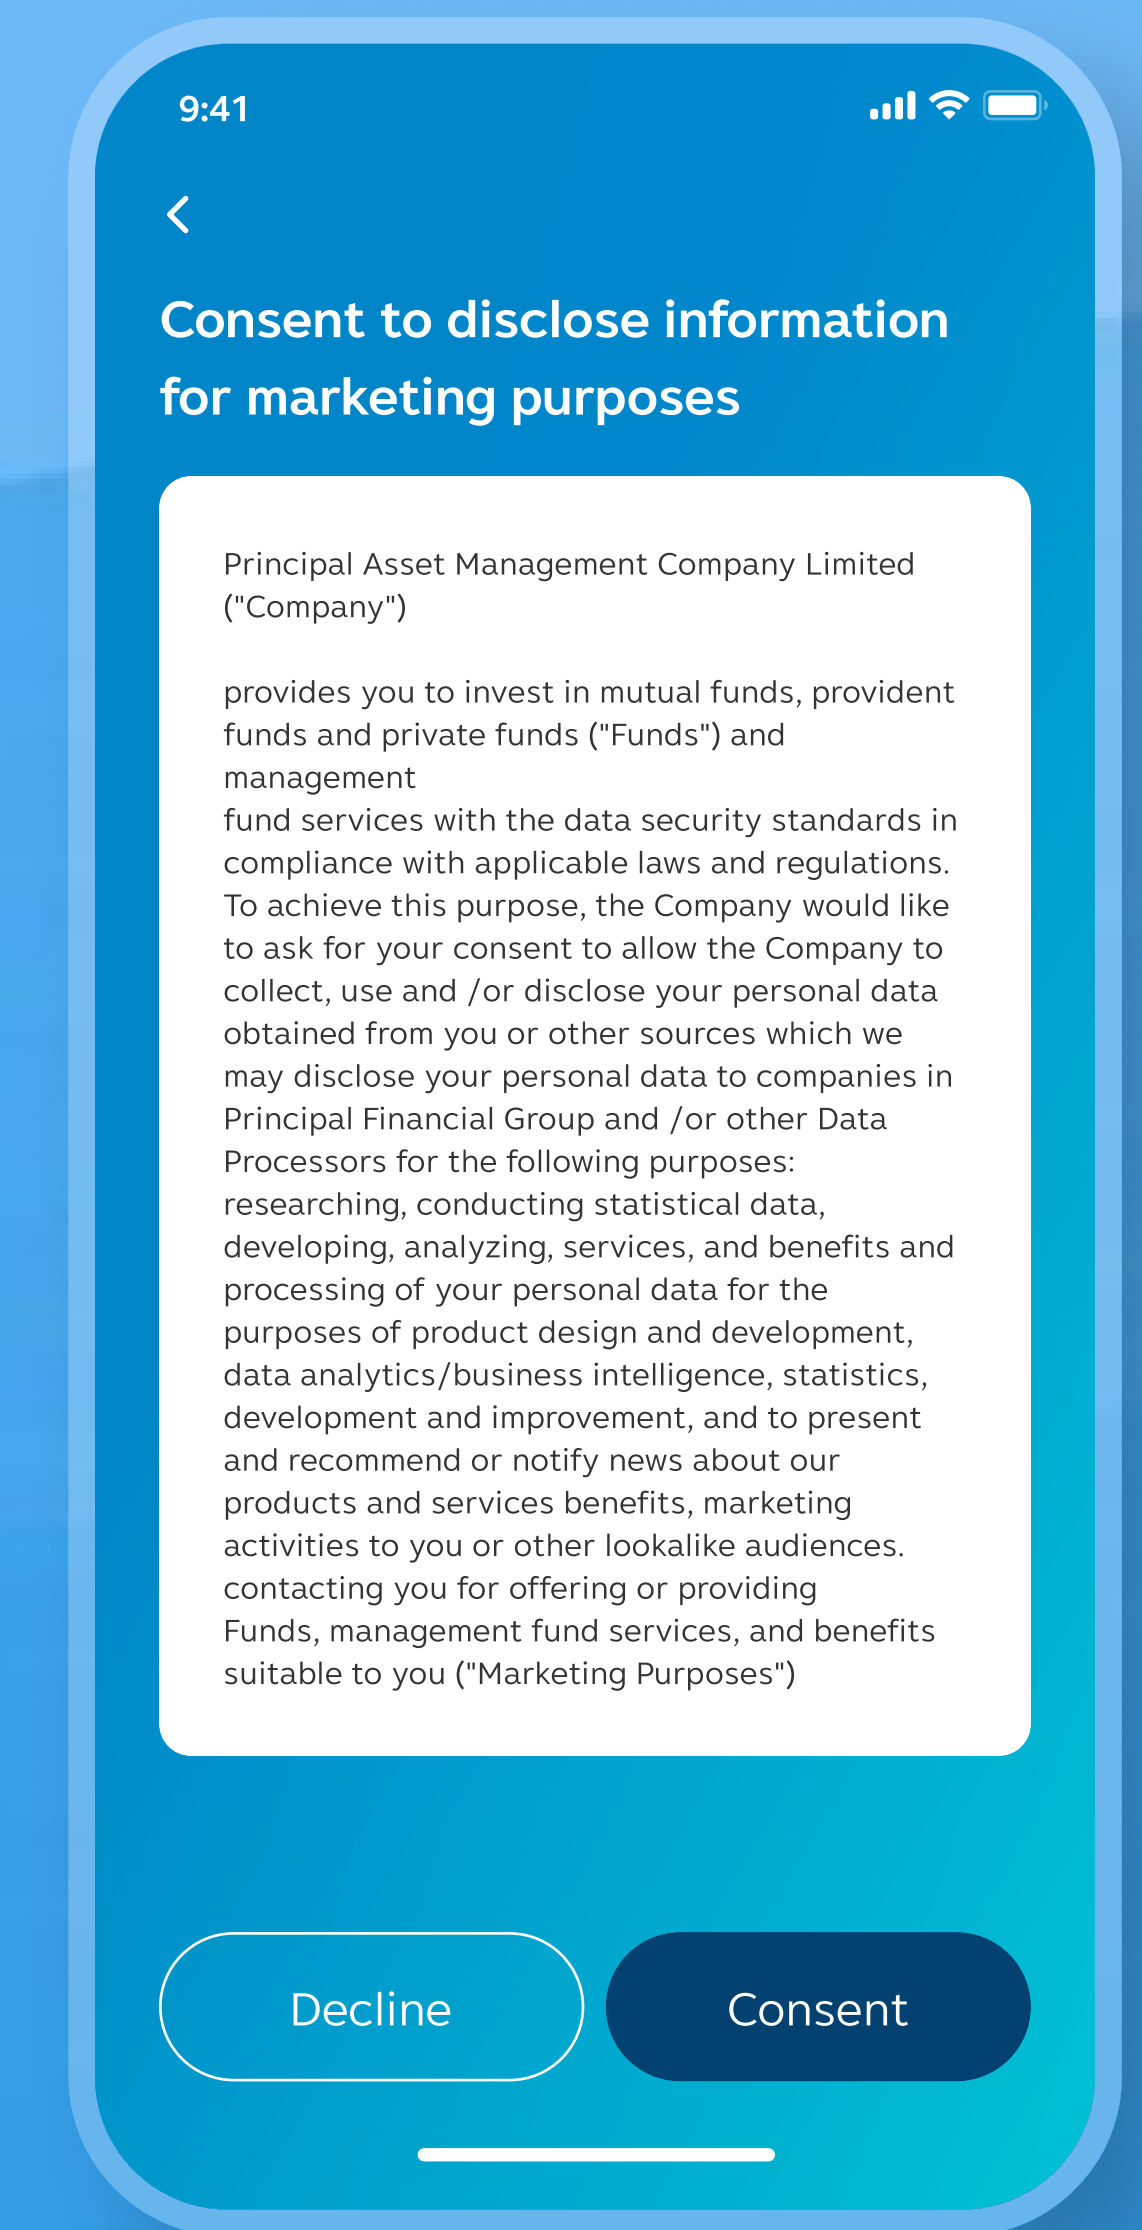 9:41
Consent to disclose information
for marketing purposes
Principal Asset Management Company Limited
("Company")
provides you to invest in mutual funds, provident
funds and private funds ("Funds") and
management
fund services with the data security standards in
compliance with applicable laws and regulations.
To achieve this purpose, the Company would like
to ask for your consent to allow the Company to
collect, use and /or disclose your personal data
obtained from you or other sources which we
may disclose your personal data to companies in
Principal Financial Group and /or other Data
Processors for the following purposes:
researching, conducting statistical data,
developing, analyzing, services, and benefits and
processing of your personal data for the
purposes of product design and development,
data analytics/business intelligence, statistics,
development and improvement, and to present
and recommend or notify news about our
products and services benefits, marketing
activities to you or other lookalike audiences.
contacting you for offering or providing
Funds, management fund services, and benefits
suitable to you ("Marketing Purposes")
Decline
Consent